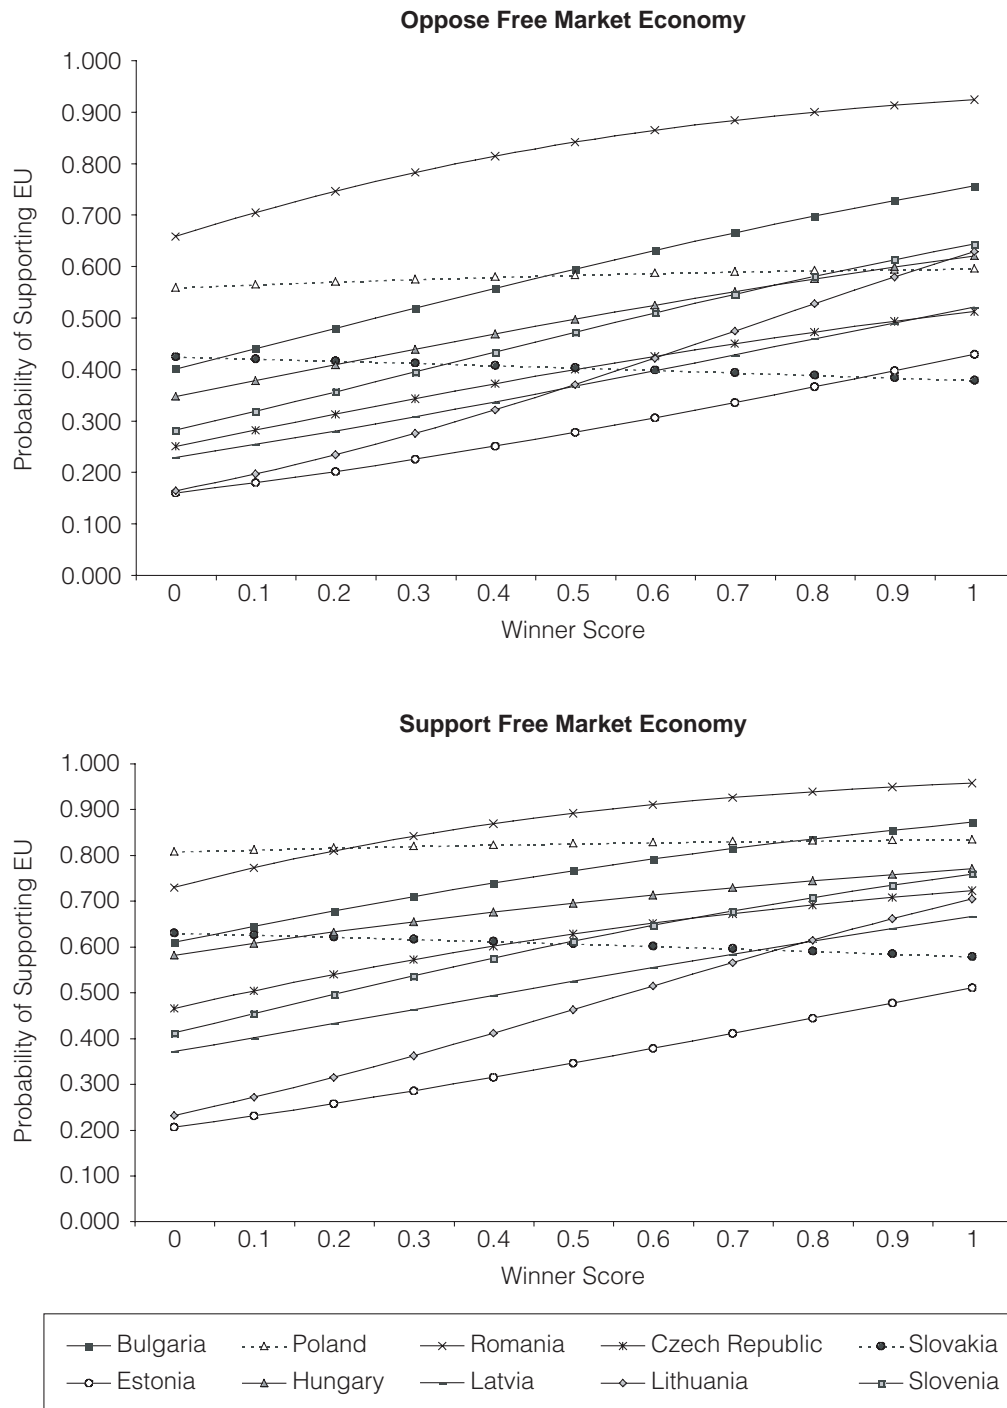 Oppose Free Market Economy
Probability of Supporting EU
1.000
0.900
0.800
0.700
0.600
0.500
0.400
0.300
0.200
0.100
0.000
0 0.1 0.2 0.3 0.4 0.5 0.6 0.7 0.8 0.9 1
Winner Score
Support Free Market Economy
Probability of Supporting EU
1.000
0.900
0.800
0.700
0.600
0.500
0.400
0.300
0.200
0.100
0.000
0 0.1 0.2 0.3 0.4 0.5 0.6 0.7 0.8 0.9 1
Winner Score
Bulgaria Poland Romania Czech Republic Slovakia
Estonia Hungary Latvia Lithuania Slovenia